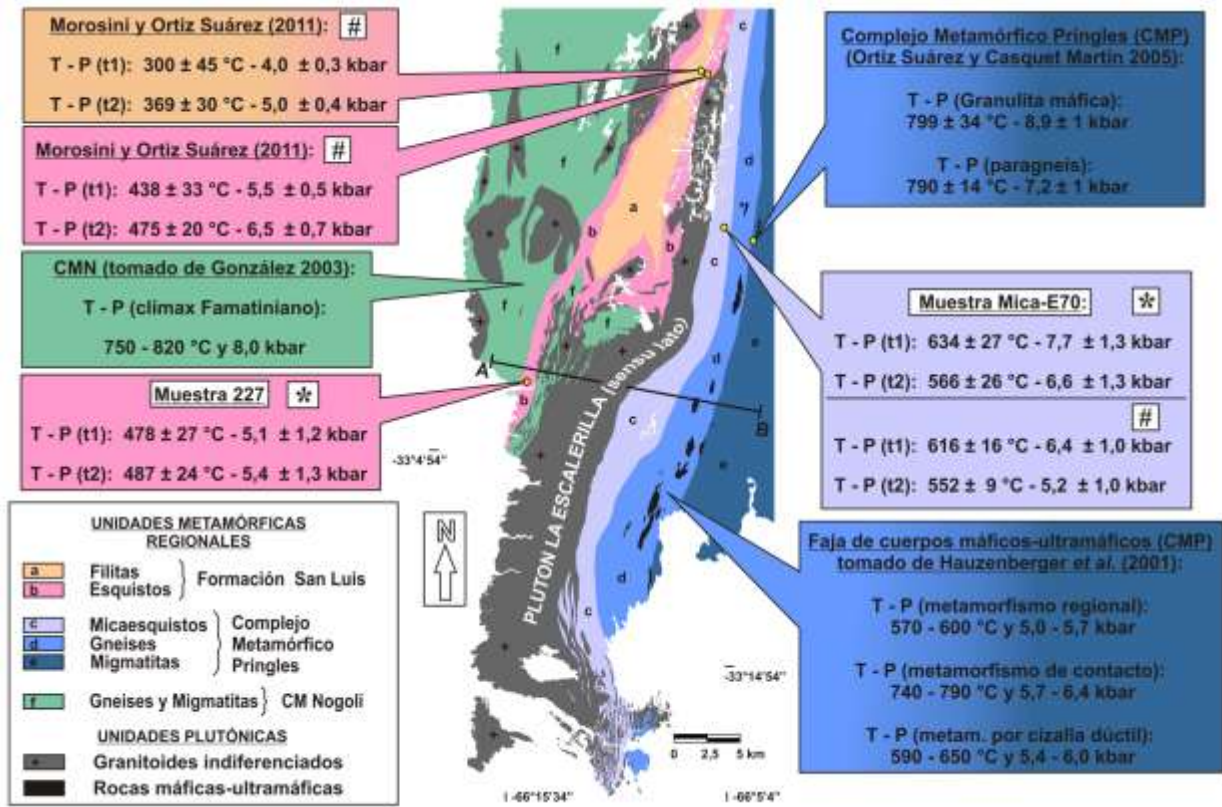 Morosini y Ortiz Suárez (2011): #
T - P (t1): 300 ± 45 °C - 4,0 ± 0,3 kbar
T - P (t2): 369 ± 30 °C - 5,0 ± 0,4 kbar
Morosini y Ortiz Suárez (2011): #
T - P (t1): 438 ± 33 °C - 5,5 ± 0,5 kbar
T - P (t2): 475 ± 20 °C - 6,5 ± 0,7 kbar
CMN (tomado de González 2003):
T - P (climax Famatiniano):
750 - 820 °C y 8,0 kbar
Muestra 227 *
T - P (t1): 478 ± 27 °C - 5,1 ± 1,2 kbar
T - P (t2): 487 ± 24 °C - 5,4 ± 1,3 kbar
UNIDADES METAMÓRFICAS
REGIONALES
a Filitas
b Esquistos
Formación San Luis
c Micaesquistos
d Gneises
e Migmatitas
Complejo
Metamórfico
Pringles
f Gneises y Migmatitas CM Nogolí
UNIDADES PLUTÓNICAS
+ Granitoides indiferenciados
Rocas máficas-ultramáficas
f
f
f
f
f
f
a
b
b
b
c
c
c
c
d
d
d
d
e
e
e
A
B
PLUTON LA ESCALERILLA (sensu lato)
N
-33°4'54"
-33°14'54"
-66°15'34"
-66°5'4"
0 2,5 5 km
Complejo Metamórfico Pringles (CMP)
(Ortiz Suárez y Casquet Martín 2005):
T - P (Granulita máfica):
799 ± 34 °C - 8,9 ± 1 kbar
T - P (paragneis):
790 ± 14 °C - 7,2 ± 1 kbar
Muestra Mica-E70: *
T - P (t1): 634 ± 27 °C - 7,7 ± 1,3 kbar
T - P (t2): 566 ± 26 °C - 6,6 ± 1,3 kbar
#
T - P (t1): 616 ± 16 °C - 6,4 ± 1,0 kbar
T - P (t2): 552 ± 9 °C - 5,2 ± 1,0 kbar
Faja de cuerpos máficos-ultramáficos (CMP)
tomado de Hauzenberger et al. (2001):
T - P (metamorfismo regional):
570 - 600 °C y 5,0 - 5,7 kbar
T - P (metamorfismo de contacto):
740 - 790 °C y 5,7 - 6,4 kbar
T - P (metam. por cizalla dúctil):
590 - 650 °C y 5,4 - 6,0 kbar